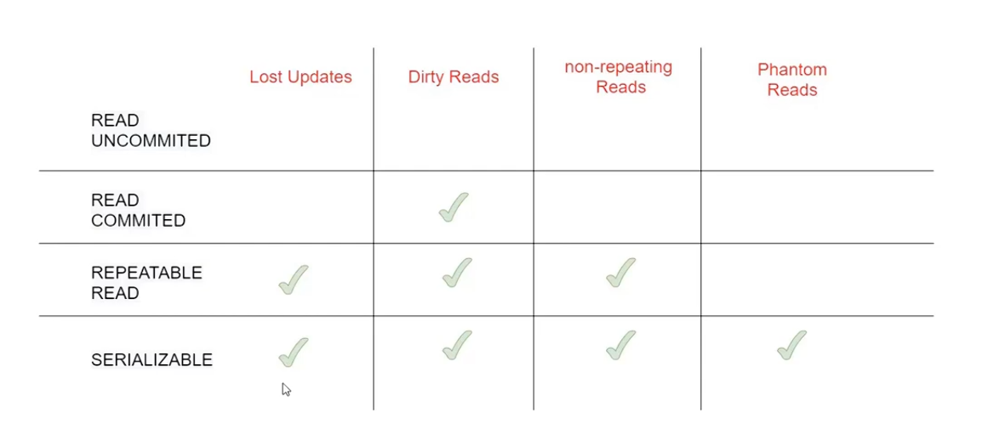 Lost Updates
Dirty Reads
non-repeating
Reads
Phantom
Reads
READ
UNCOMMITED
READ
COMMITED
REPEATABLE
READ
SERIALIZABLE